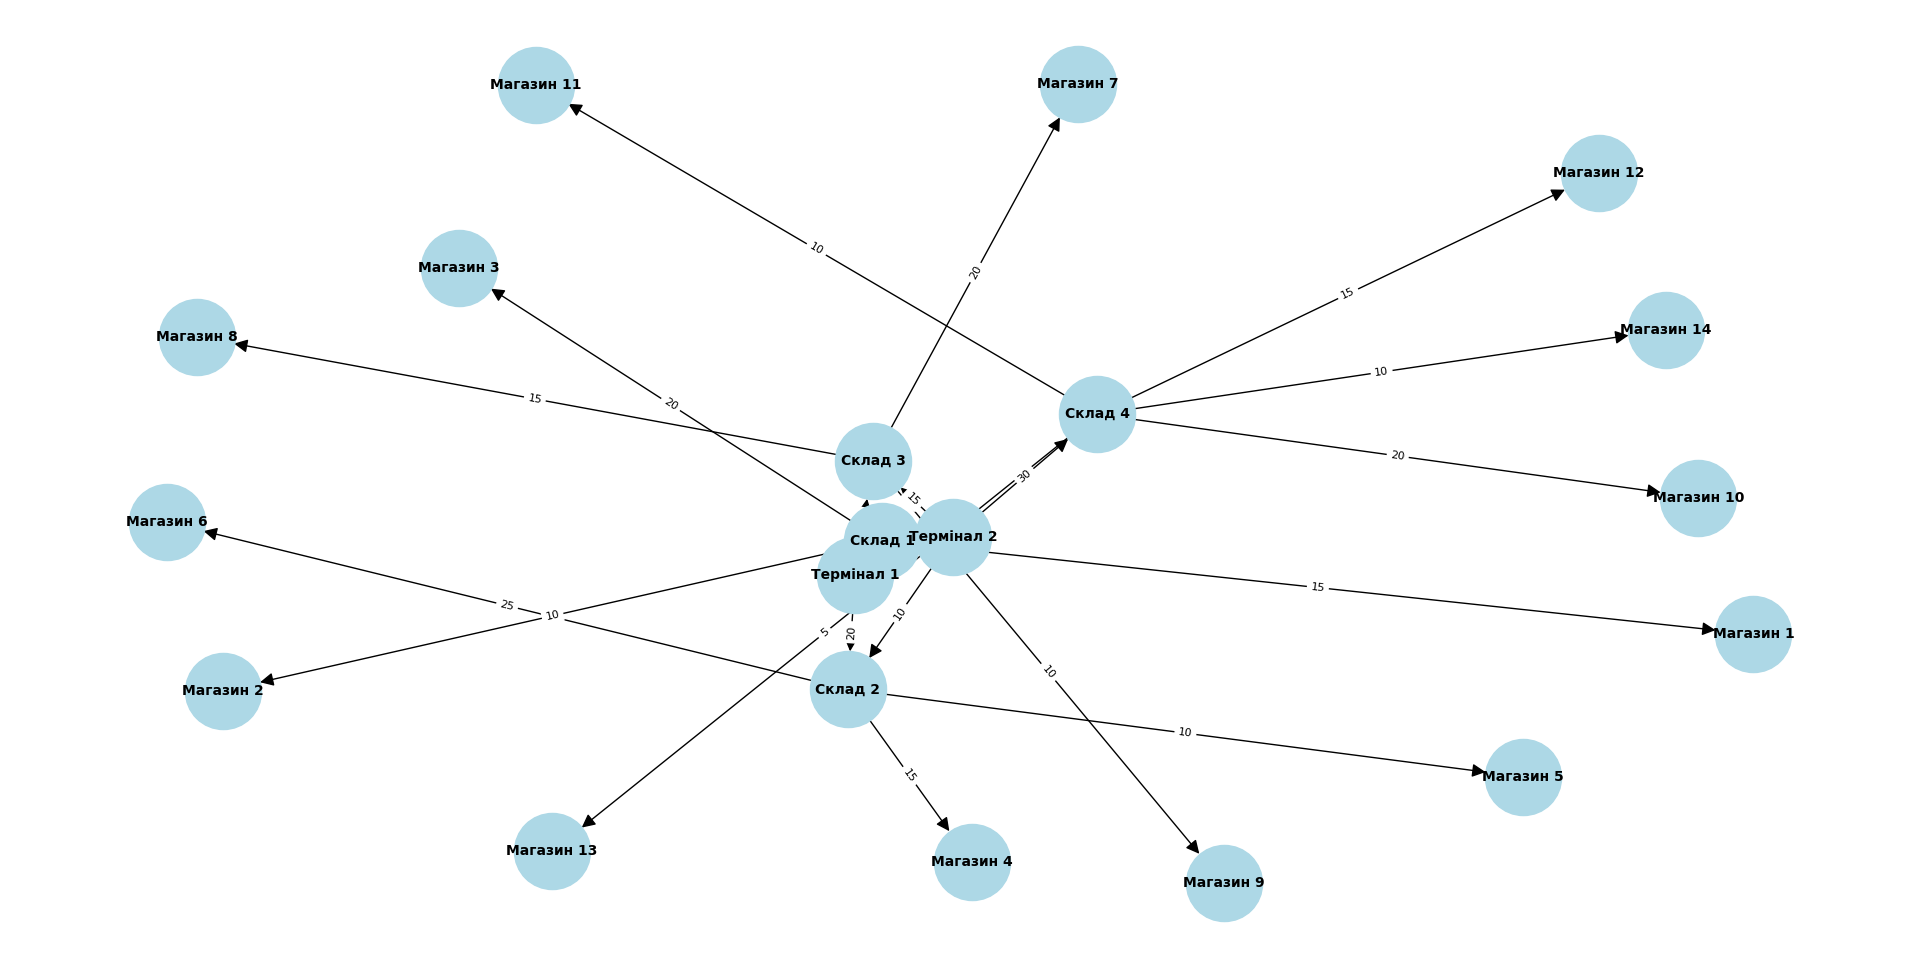 Магазин 11
Магазин 7
Магазин 12
10
Магазин 3
20
15
Магазин 14
Магазин 8
10
15
20
Склад 4
Склад 3
20
30
15
Магазин 10
Магазин 6
Склад 1
Термінал 2
Термінал 1
15
25
10
10
5
20
Магазин 1
10
Магазин 2
Склад 2
10
15
Магазин 5
Магазин 13
Магазин 4
Магазин 9